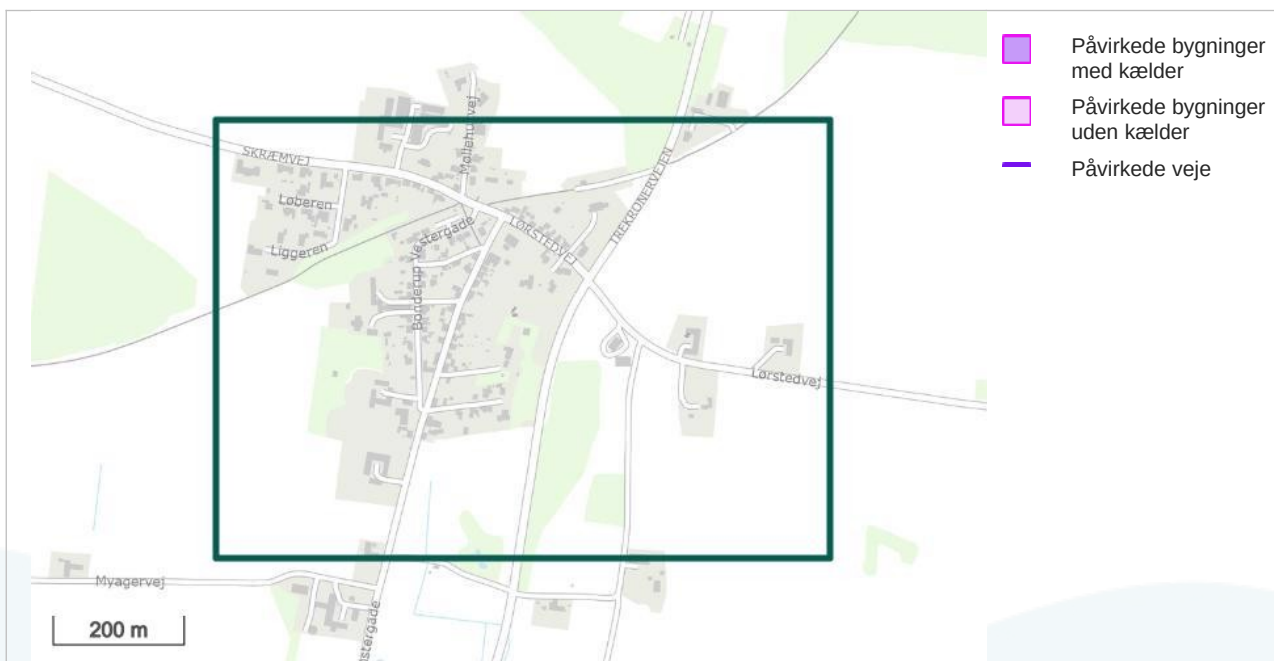 Påvirkede bygninger
med kælder
Påvirkede bygninger
uden kælder
Påvirkede veje
SKRÆMVEJ
Møllehusvej
Løberen
Liggeren
Bonderup Vestergade
LØRSTEDVEJ
TREKRONERVEJEN
Lørstedvej
Myagervej
200 m